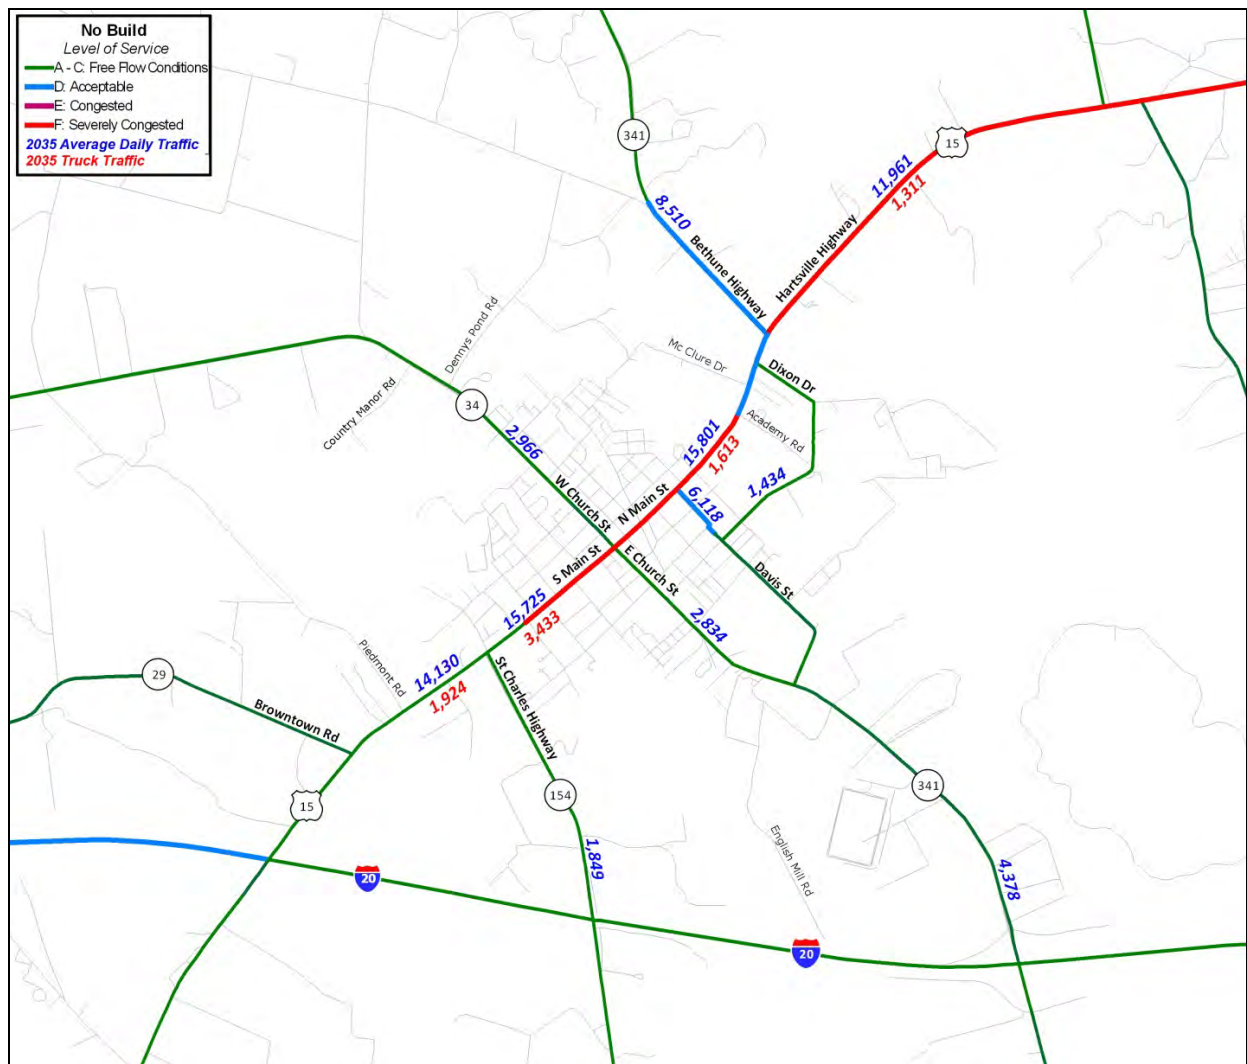 No Build
Level of Service
A - C: Free Flow Conditions
D: Acceptable
E: Congested
F: Severely Congested
2035 Average Daily Traffic
2035 Truck Traffic
341
15
11,961
1,311
8,510
Bethune Highway
Hartsville Highway
Dennys Pond Rd
Mc Clure Dr
Dixon Dr
Country Manor Rd
34
2,966
15,801
1,613
Academy Rd
1,434
W Church St
N Main St
6,118
S Main St
E Church St
Davis St
15,725
3,433
2,834
Piedmont Rd
14,130
1,924
St Charles Highway
29
Browntown Rd
15
154
341
1,849
English Mill Rd
4,378
20
20